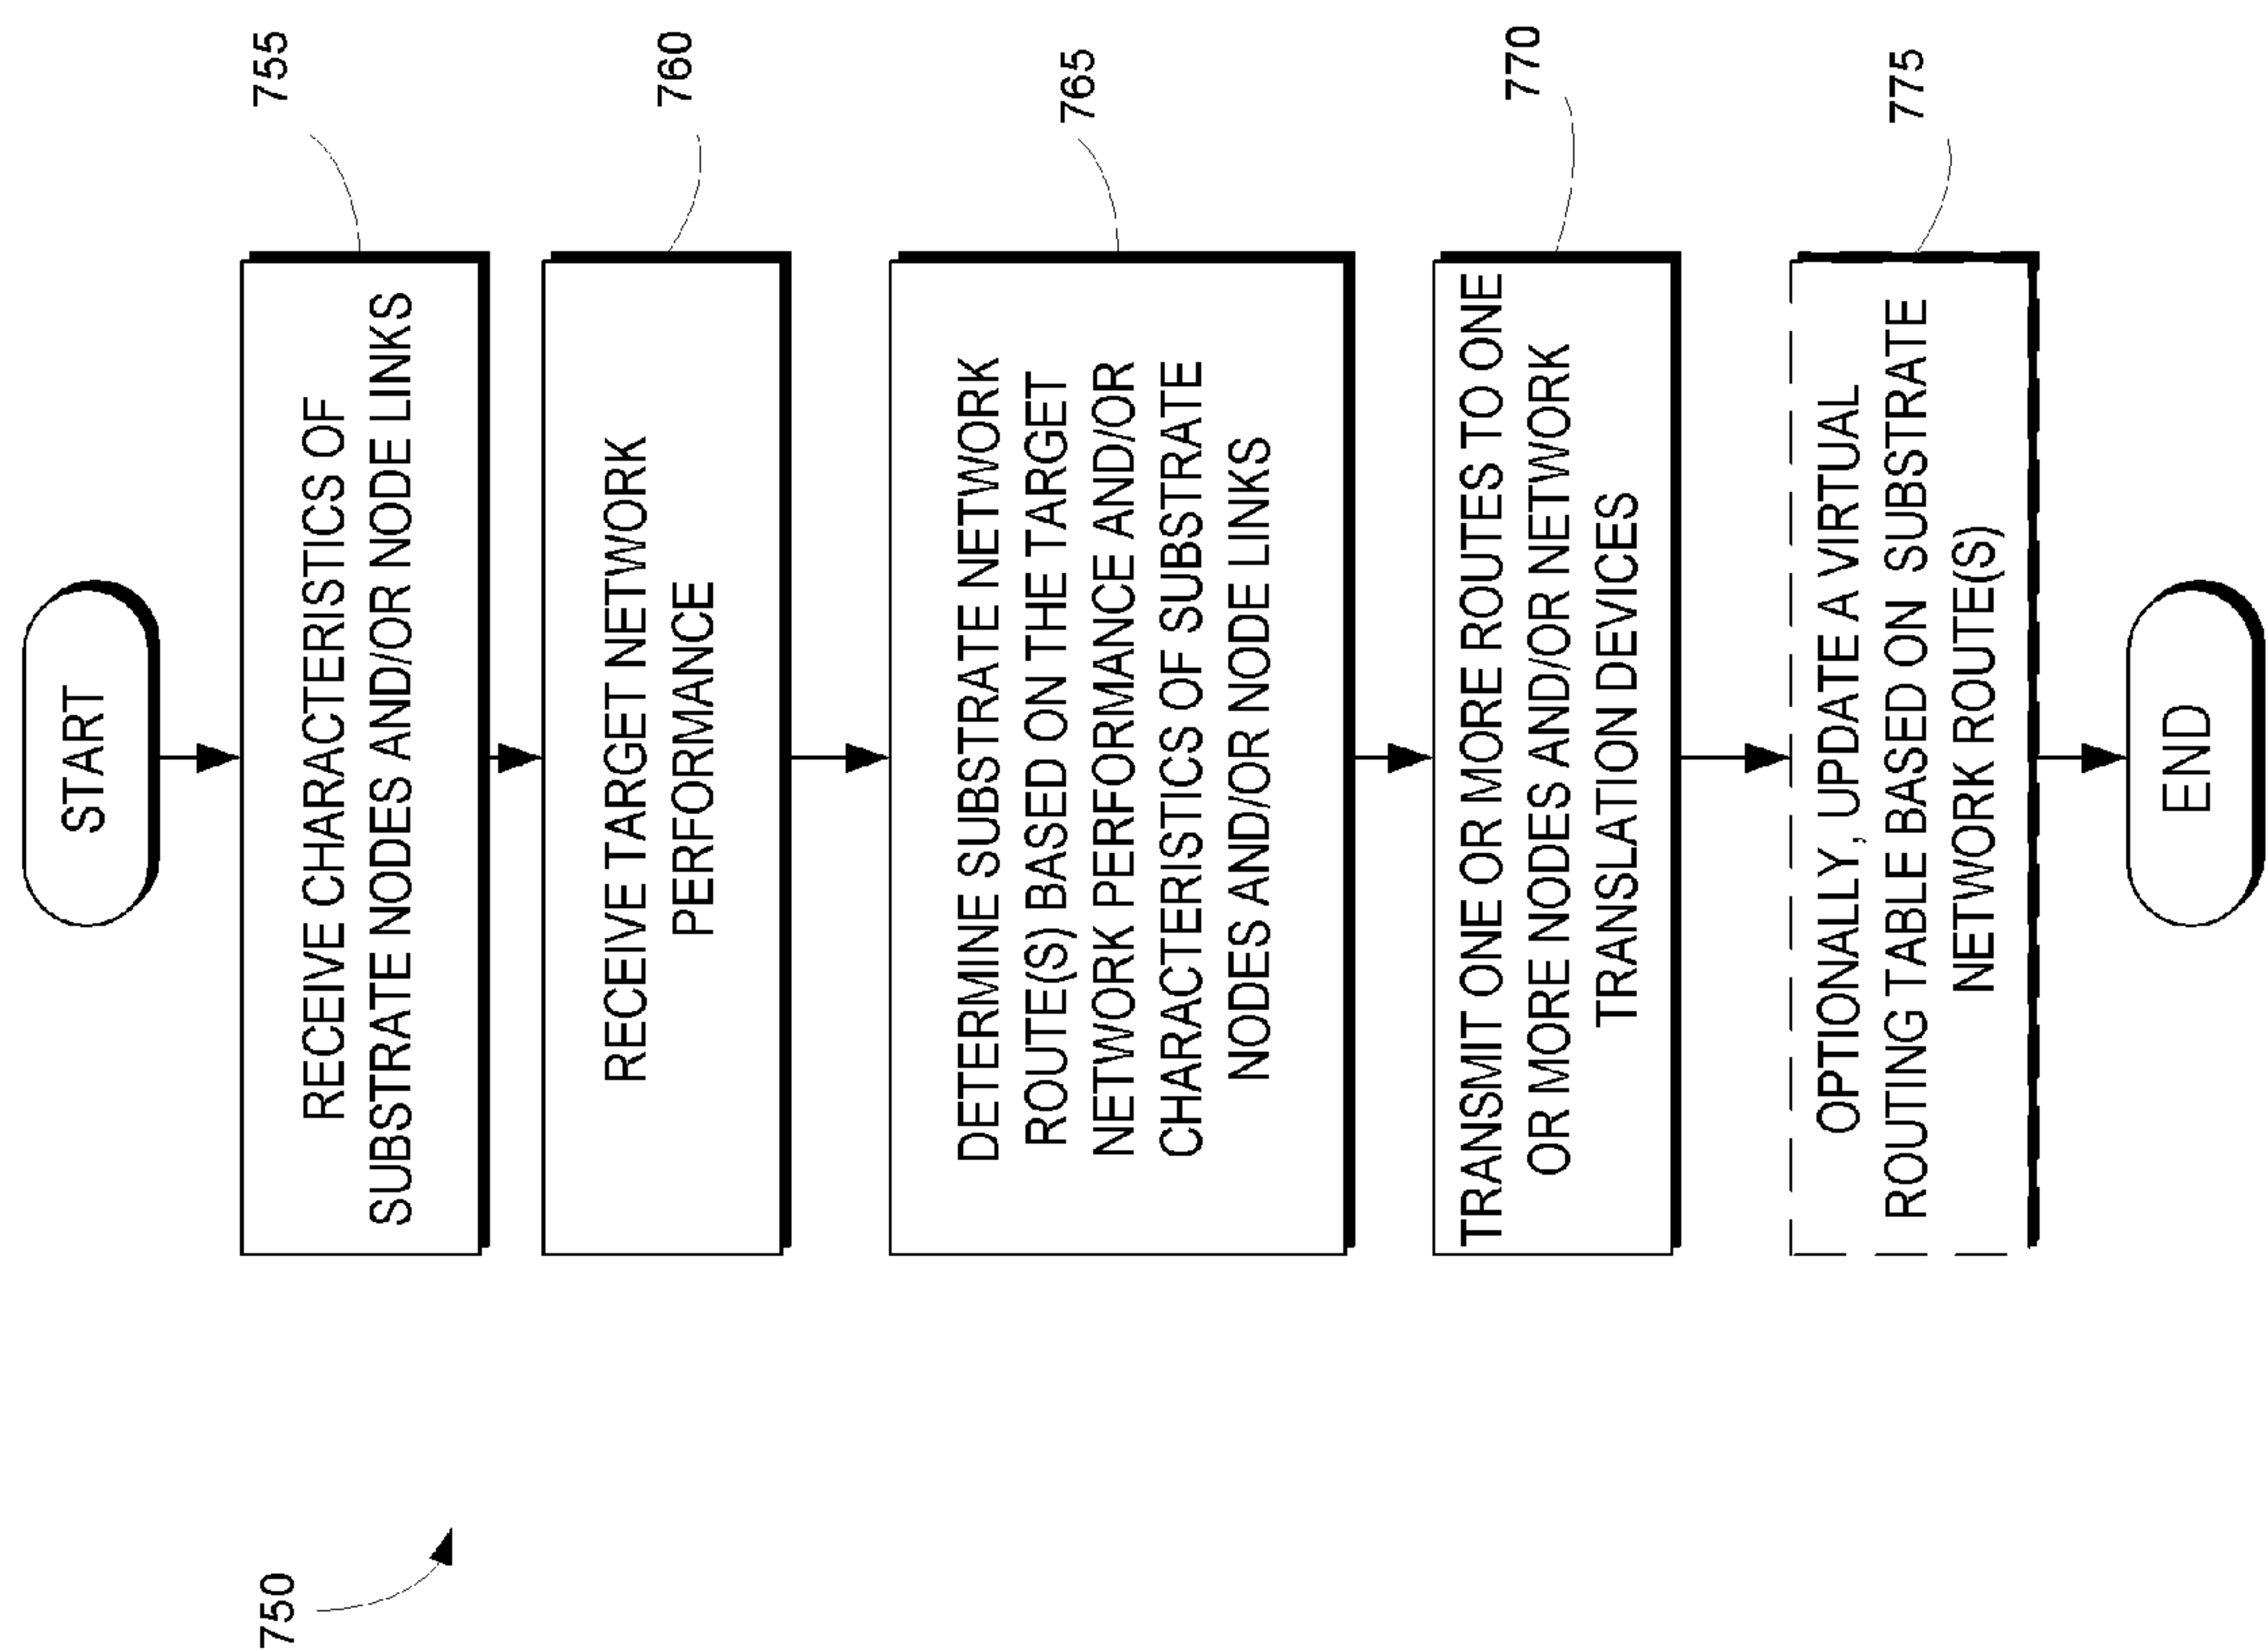 750
START
755
RECEIVE CHARACTERISTICS OF
SUBSTRATE NODES AND/OR NODE LINKS
760
RECEIVE TARGET NETWORK
PERFORMANCE
765
DETERMINE SUBSTRATE NETWORK
ROUTE(S) BASED ON THE TARGET
NETWORK PERFORMANCE AND/OR
CHARACTERISTICS OF SUBSTRATE
NODES AND/OR NODE LINKS
770
TRANSMIT ONE OR MORE ROUTES TO ONE
OR MORE NODES AND/OR NETWORK
TRANSLATION DEVICES
775
OPTIONALLY, UPDATE A VIRTUAL
ROUTING TABLE BASED ON SUBSTRATE
NETWORK ROUTE(S)
END